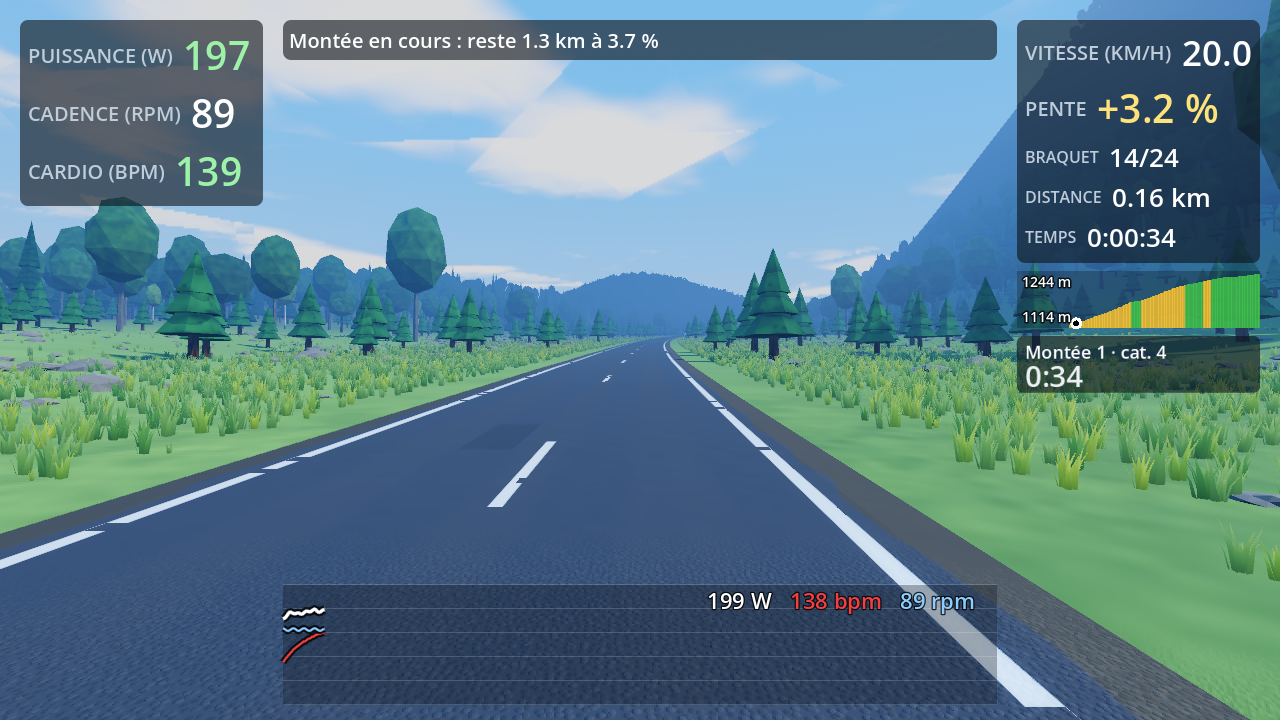 PUISSANCE (W) 197
CADENCE (RPM) 89
CARDIO (BPM) 139
Montée en cours : reste 1.3 km à 3.7 %
VITESSE (KM/H) 20.0
PENTE +3.2 %
BRAQUET 14/24
DISTANCE 0.16 km
TEMPS 0:00:34
1244 m
1114 m
Montée 1 · cat. 4
0:34
199 W 138 bpm 89 rpm